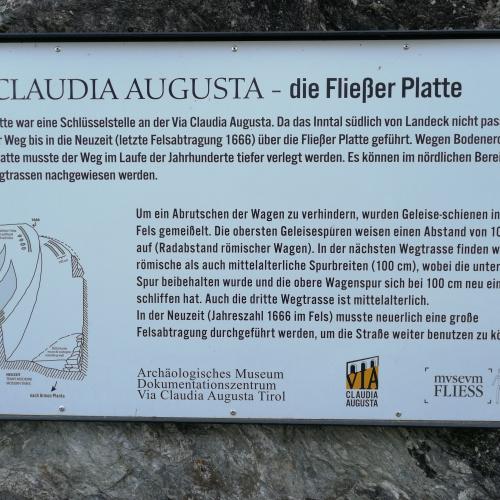 CLAUDIA AUGUSTA - die Fließer Platte
tte war eine Schlüsselstelle an der Via Claudia Augusta. Da das Inntal südlich von Landeck nicht pas
r Weg bis in die Neuzeit (letzte Felsabtragung 1666) über die Fließer Platte geführt. Wegen Bodenero
atte musste der Weg im Laufe der Jahrhunderte tiefer verlegt werden. Es können im nördlichen Berei
gtrassen nachgewiesen werden.
Um ein Abrutschen der Wagen zu verhindern, wurden Geleise-schienen in
Fels gemeißelt. Die obersten Geleisespuren weisen einen Abstand von 10
auf (Radabstand römischer Wagen). In der nächsten Wegtrasse finden w
römische als auch mittelalterliche Spurbreiten (100 cm), wobei die unter
Spur beibehalten wurde und die obere Wagenspur sich bei 100 cm neu ein
schliffen hat. Auch die dritte Wegtrasse ist mittelalterlich.
In der Neuzeit (Jahreszahl 1666 im Fels) musste neuerlich eine große
Felsabtragung durchgeführt werden, um die Straße weiter benutzen zu kö
1666
NEUZEIT
nach Arimus Planta
Archäologisches Museum
Dokumentationszentrum
Via Claudia Augusta Tirol
VIA
CLAUDIA
AUGUSTA
mvsevm
FLIESS